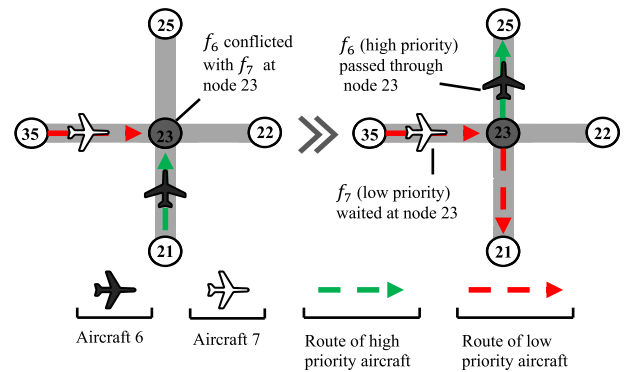 25
f₆ conflicted
with f₇ at
node 23
35
23
22
21
25
f₆ (high priority)
passed through
node 23
35
23
22
f₇ (low priority)
waited at node 23
21
Aircraft 6
Aircraft 7
Route of high
priority aircraft
Route of low
priority aircraft